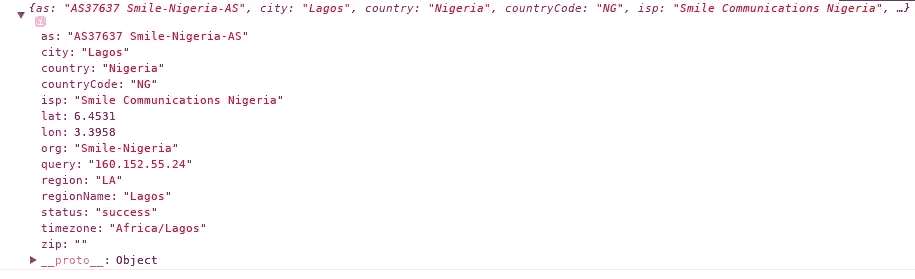 {as: "AS37637 Smile-Nigeria-AS", city: "Lagos", country: "Nigeria", countryCode: "NG", isp: "Smile Communications Nigeria", …}
i
as: "AS37637 Smile-Nigeria-AS"
city: "Lagos"
country: "Nigeria"
countryCode: "NG"
isp: "Smile Communications Nigeria"
lat: 6.4531
lon: 3.3958
org: "Smile-Nigeria"
query: "160.152.55.24"
region: "LA"
regionName: "Lagos"
status: "success"
timezone: "Africa/Lagos"
zip: ""
__proto__: Object